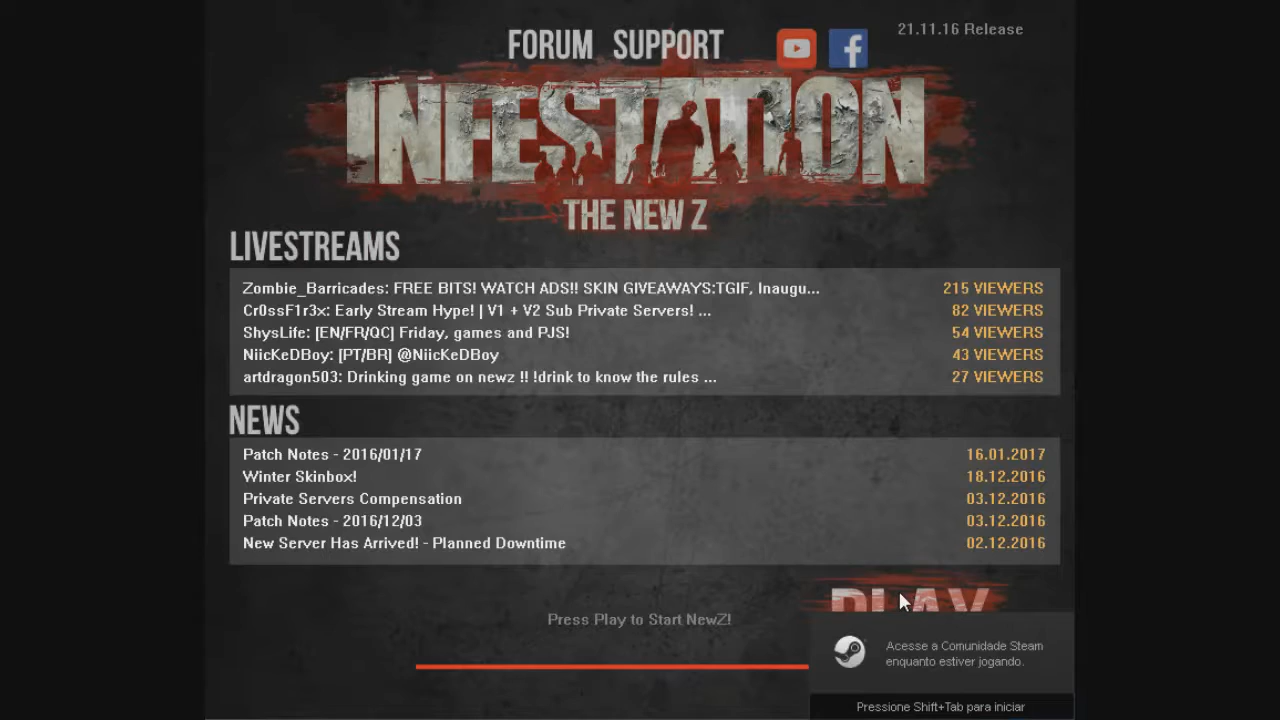 21.11.16 Release
FORUM SUPPORT
INFESTATION
THE NEW Z
LIVESTREAMS
Zombie_Barricades: FREE BITS! WATCH ADS!! SKIN GIVEAWAYS:TGIF, Inaugu... 215 VIEWERS
Cr0ssF1r3x: Early Stream Hype! | V1 + V2 Sub Private Servers! ... 82 VIEWERS
ShysLife: [EN/FR/QC] Friday, games and PJS! 54 VIEWERS
NiicKeDBoy: [PT/BR] @NiicKeDBoy 43 VIEWERS
artdragon503: Drinking game on newz !! !drink to know the rules ... 27 VIEWERS
NEWS
Patch Notes - 2016/01/17 16.01.2017
Winter Skinbox! 18.12.2016
Private Servers Compensation 03.12.2016
Patch Notes - 2016/12/03 03.12.2016
New Server Has Arrived! - Planned Downtime 02.12.2016
PLAY
Press Play to Start NewZ!
Acesse a Comunidade Steam
enquanto estiver jogando.
Pressione Shift+Tab para iniciar